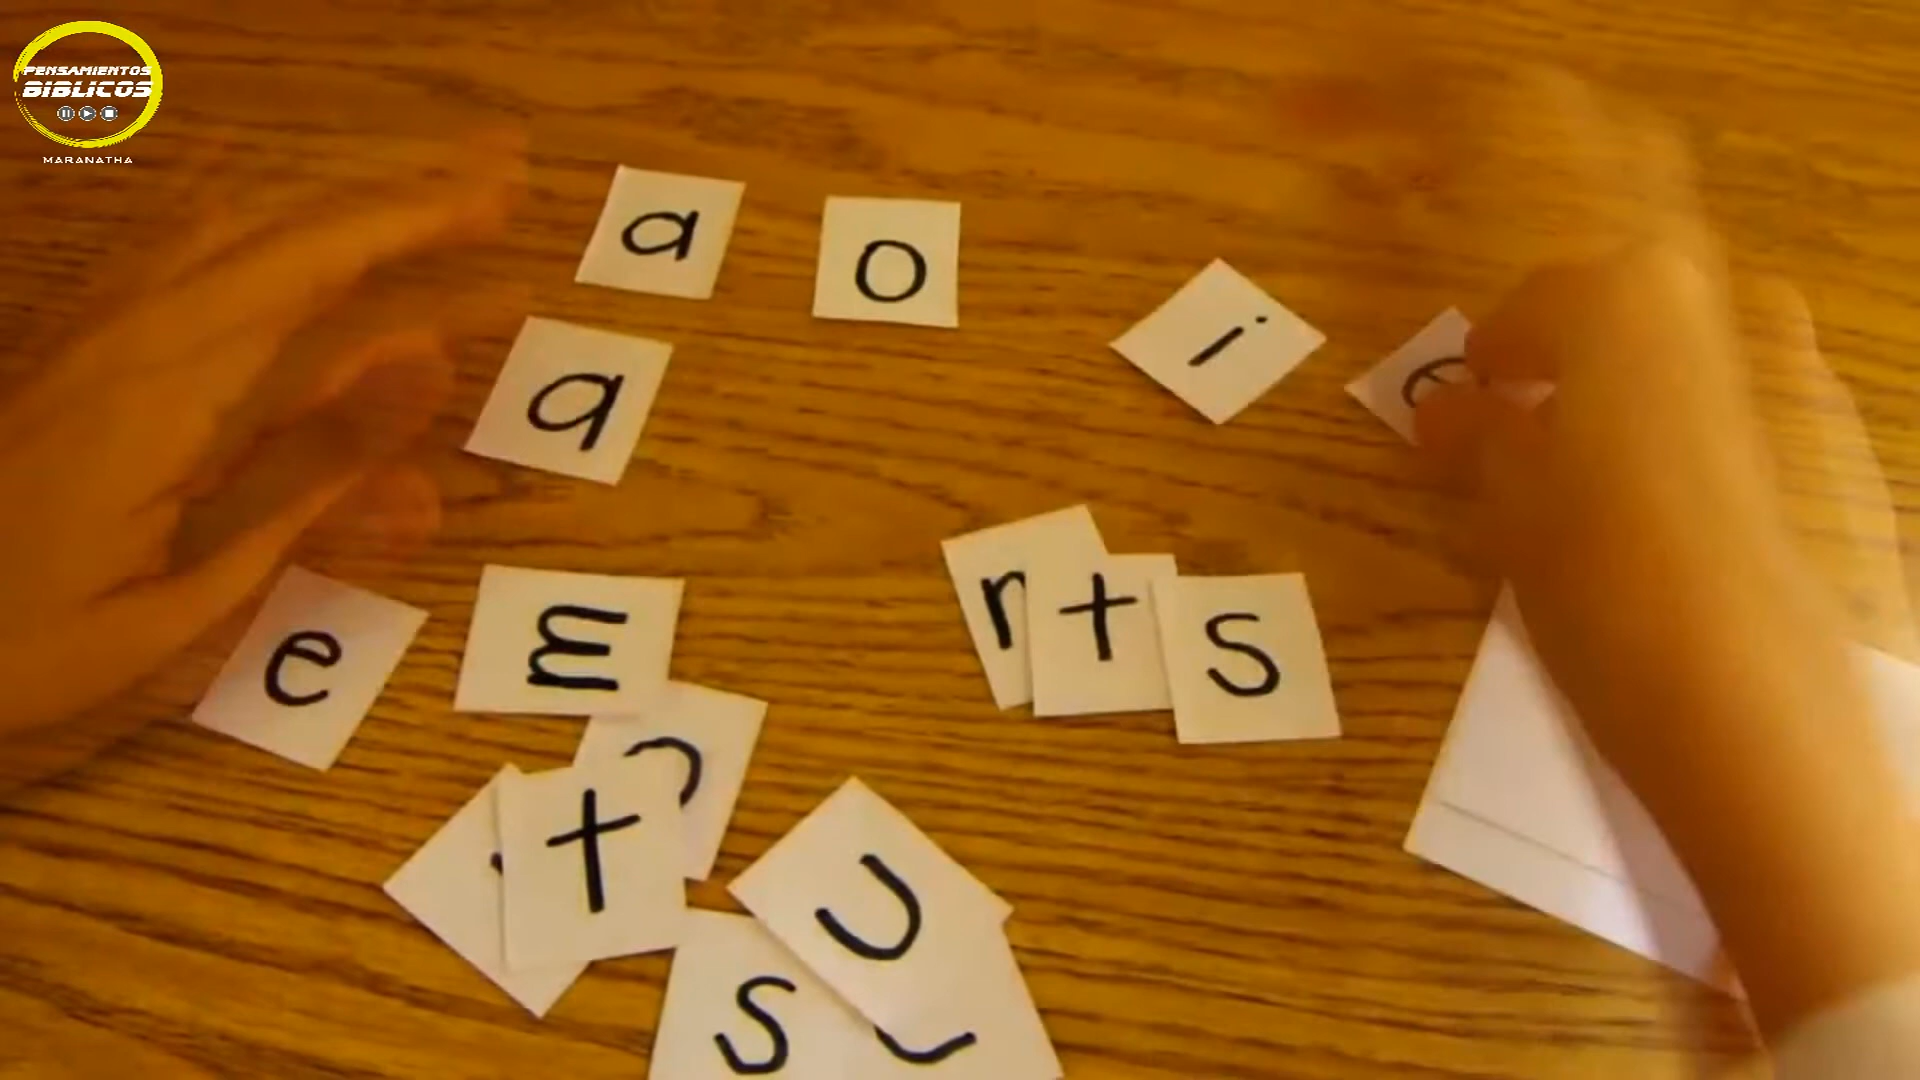 PENSAMIENTOS
BIBLICOS
MARANATHA
a o
i e
q
r t s
e m
t
u
s